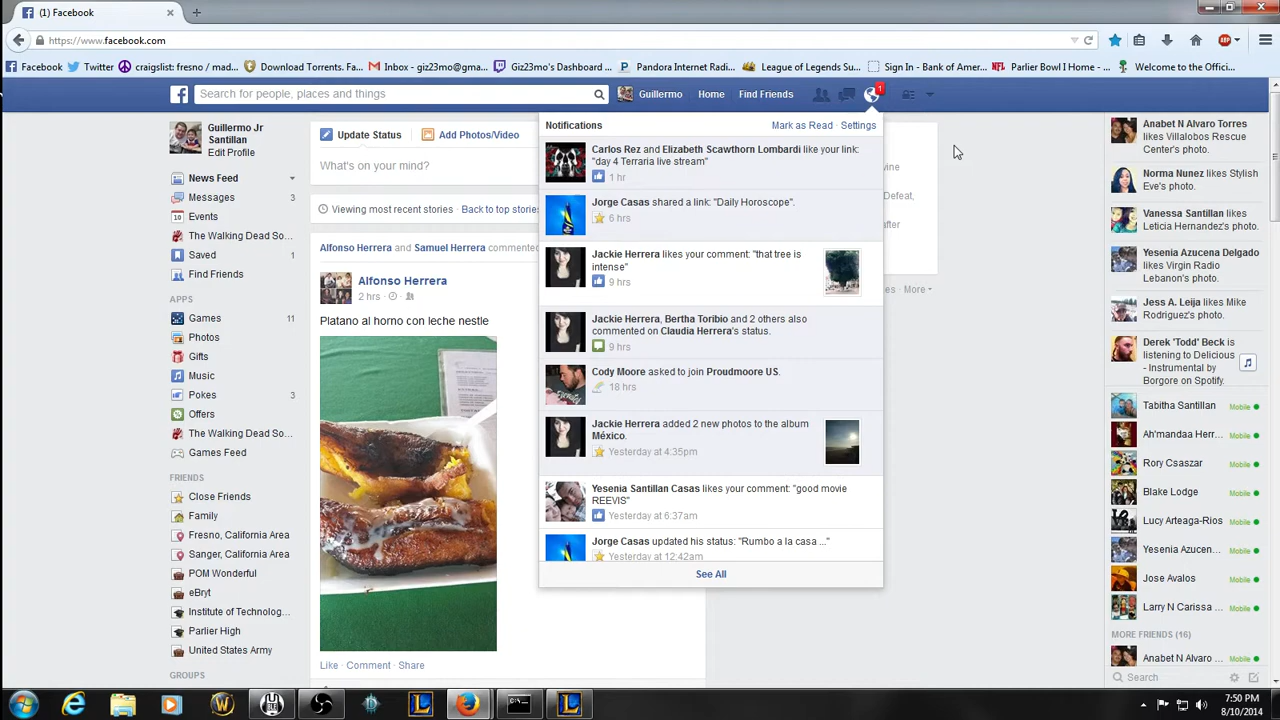 (1) Facebook
https://www.facebook.com
Facebook
Twitter
craigslist: fresno / mad...
Download Torrents. Fa...
Inbox - giz23mo@gma...
Giz23mo's Dashboard ...
Pandora Internet Radi...
League of Legends Su...
Sign In - Bank of Amer...
Parlier Bowl I Home - ...
Welcome to the Offici...
Search for people, places and things
Guillermo
Home
Find Friends
1
Guillermo Jr
Santillan
Edit Profile
News Feed
Messages 3
Events
The Walking Dead So...
Saved 1
Find Friends
APPS
Games 11
Photos
Gifts
Music
Pokes 3
Offers
The Walking Dead So...
Games Feed
FRIENDS
Close Friends
Family
Fresno, California Area
Sanger, California Area
POM Wonderful
eBryt
Institute of Technolog...
Parlier High
United States Army
GROUPS
Update Status
Add Photos/Video
What's on your mind?
Viewing most recent stories · Back to top stories
Alfonso Herrera and Samuel Herrera commented
Alfonso Herrera
2 hrs
Platano al horno con leche nestle
Like · Comment · Share
Notifications
Mark as Read · Settings
Carlos Rez and Elizabeth Scawthorn Lombardi like your link:
"day 4 Terraria live stream"
1 hr
Jorge Casas shared a link: "Daily Horoscope".
6 hrs
Jackie Herrera likes your comment: "that tree is
intense"
9 hrs
Jackie Herrera, Bertha Toribio and 2 others also
commented on Claudia Herrera's status.
9 hrs
Cody Moore asked to join Proudmoore US.
18 hrs
Jackie Herrera added 2 new photos to the album
México.
Yesterday at 4:35pm
Yesenia Santillan Casas likes your comment: "good movie
REEVIS"
Yesterday at 6:37am
Jorge Casas updated his status: "Rumbo a la casa ..."
Yesterday at 12:42am
See All
Defeat,
after
More
Anabet N Alvaro Torres
likes Villalobos Rescue
Center's photo.
Norma Nunez likes Stylish
Eve's photo.
Vanessa Santillan likes
Leticia Hernandez's photo.
Yesenia Azucena Delgado
likes Virgin Radio
Lebanon's photo.
Jess A. Leija likes Mike
Rodriguez's photo.
Derek 'Todd' Beck is
listening to Delicious
- Instrumental by
Borgore on Spotify.
Tabitha Santillan Mobile
Ah'mandaa Herr... Mobile
Rory Csaszar Mobile
Blake Lodge Mobile
Lucy Arteaga-Rios Mobile
Yesenia Azucen... Mobile
Jose Avalos Mobile
Larry N Carissa ... Mobile
MORE FRIENDS (16)
Anabet N Alvaro ... Mobile
Search
7:50 PM
8/10/2014